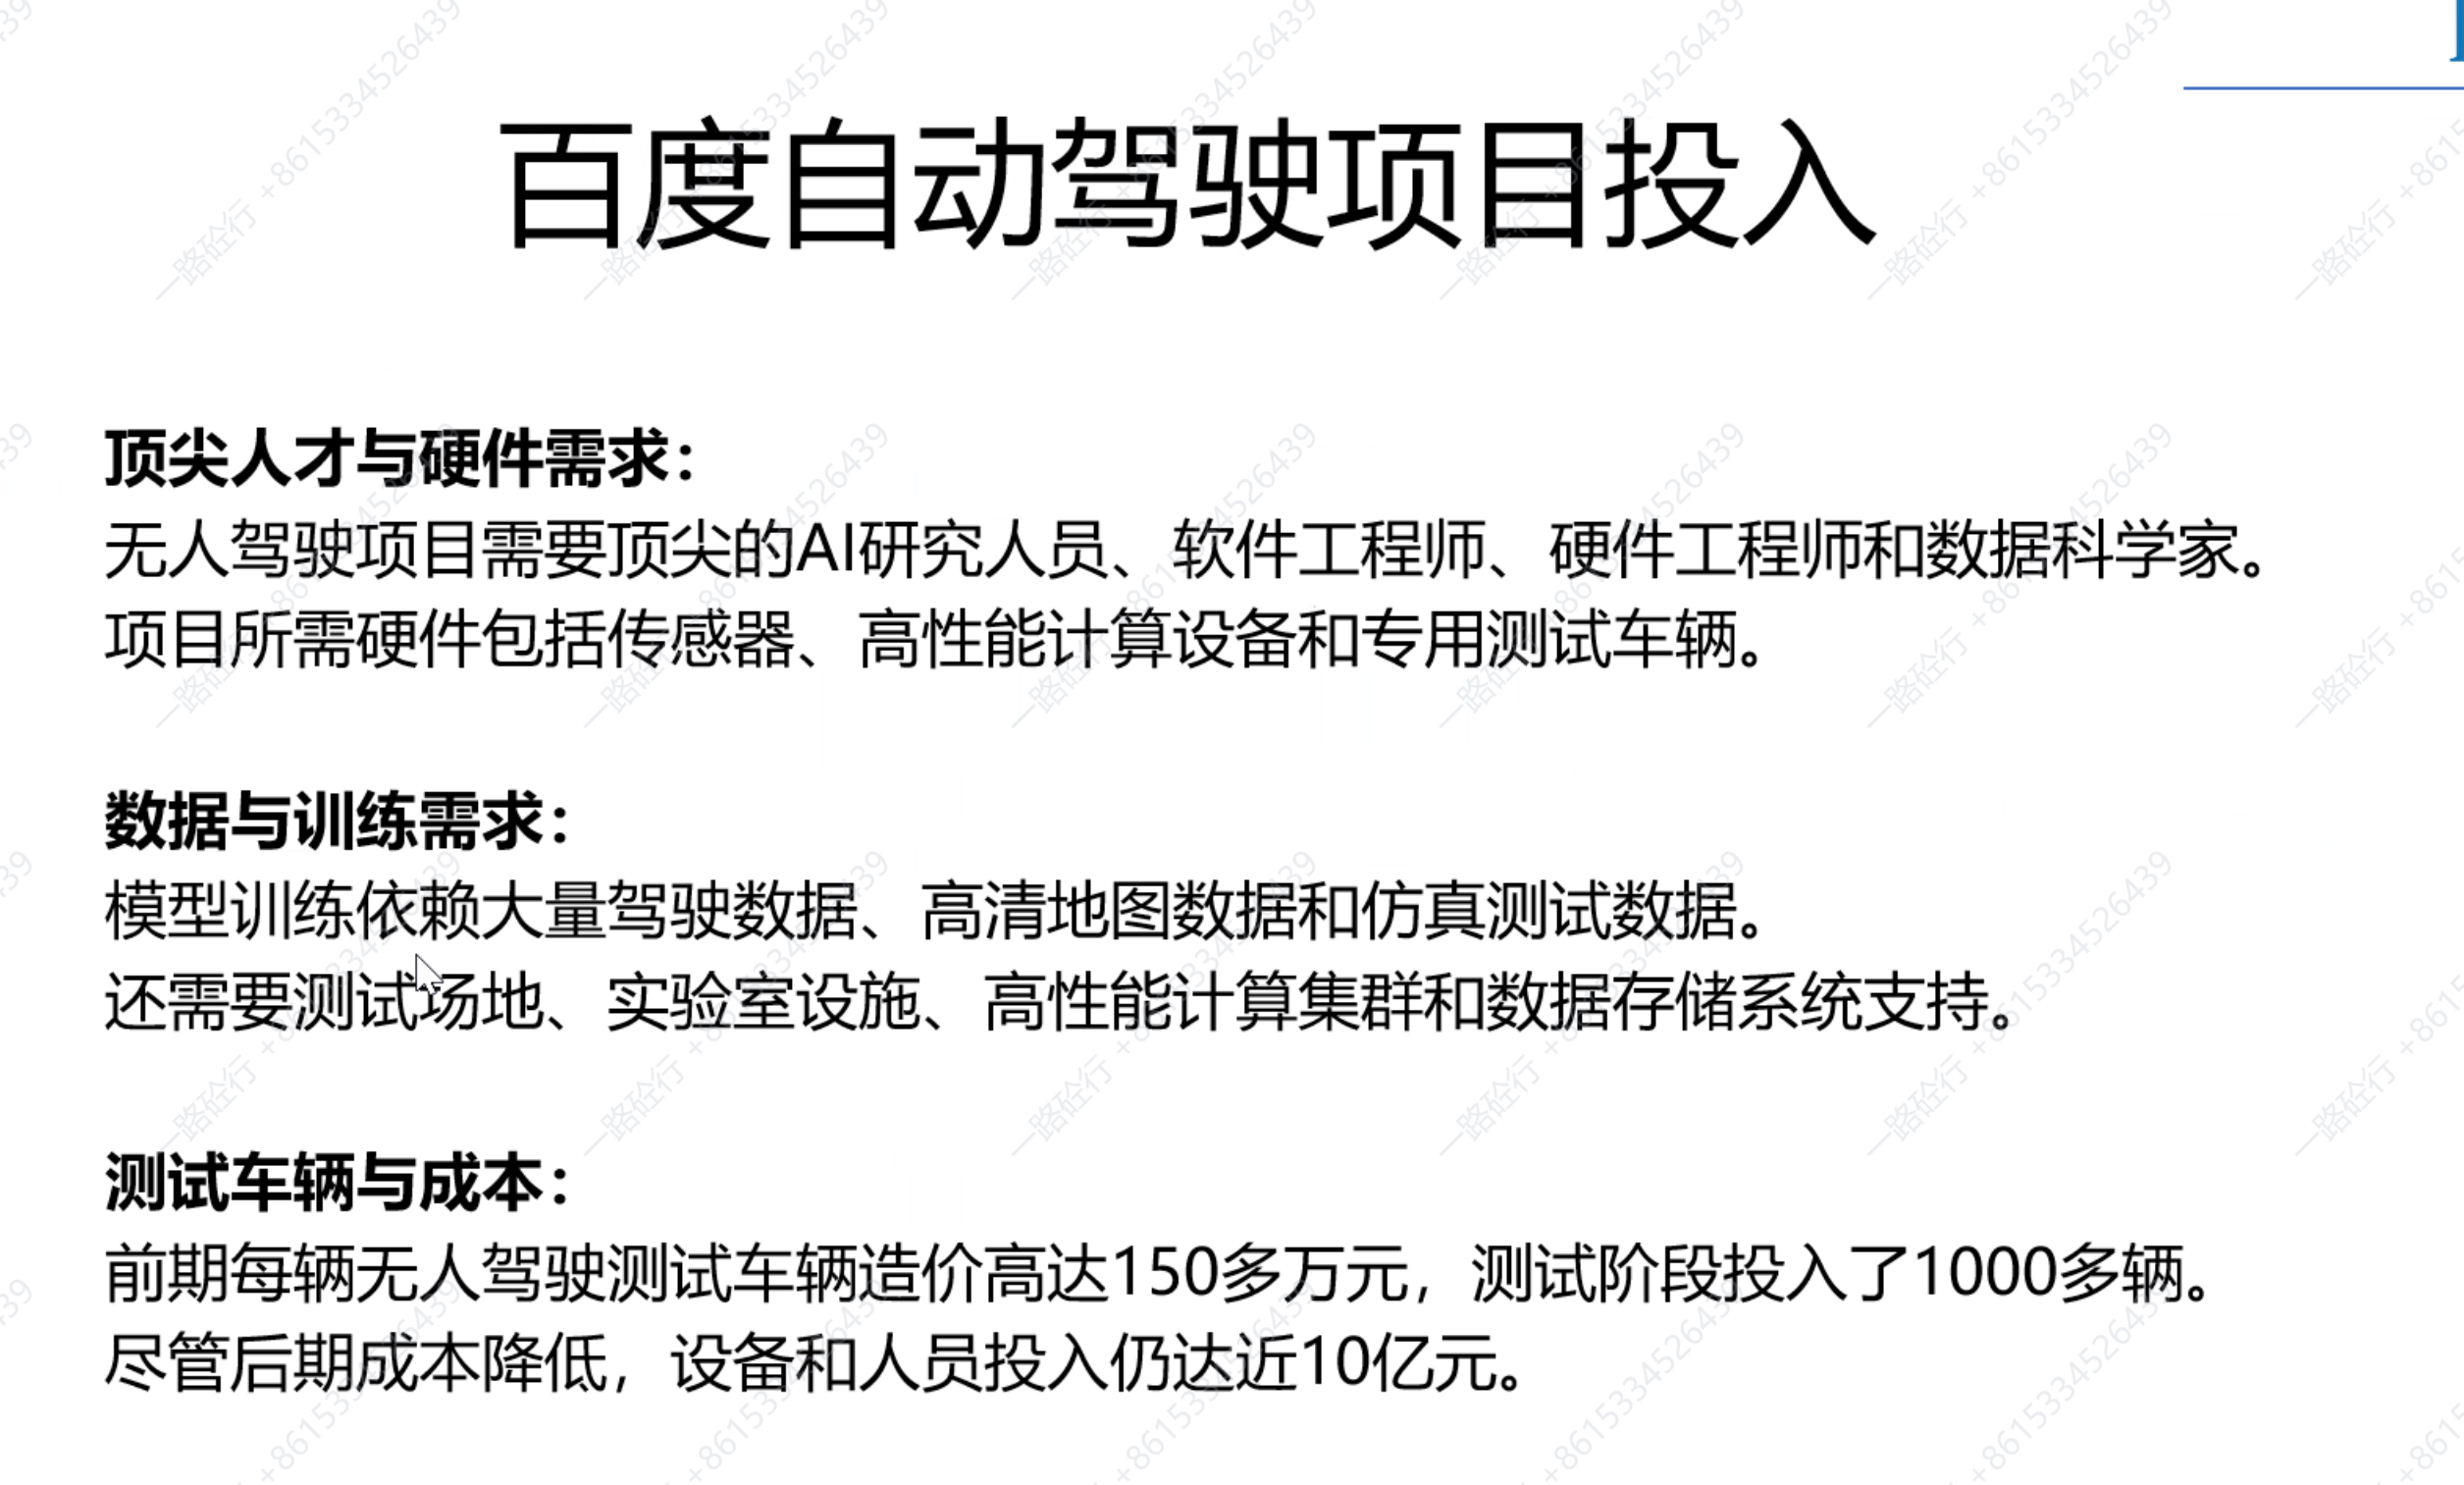 百度自动驾驶项目投入
顶尖人才与硬件需求：
无人驾驶项目需要顶尖的AI研究人员、软件工程师、硬件工程师和数据科学家。
项目所需硬件包括传感器、高性能计算设备和专用测试车辆。
数据与训练需求：
模型训练依赖大量驾驶数据、高清地图数据和仿真测试数据。
还需要测试场地、实验室设施、高性能计算集群和数据存储系统支持。
测试车辆与成本：
前期每辆无人驾驶测试车辆造价高达150多万元，测试阶段投入了1000多辆。
尽管后期成本降低，设备和人员投入仍达近10亿元。
一路砼行 +86153334526439